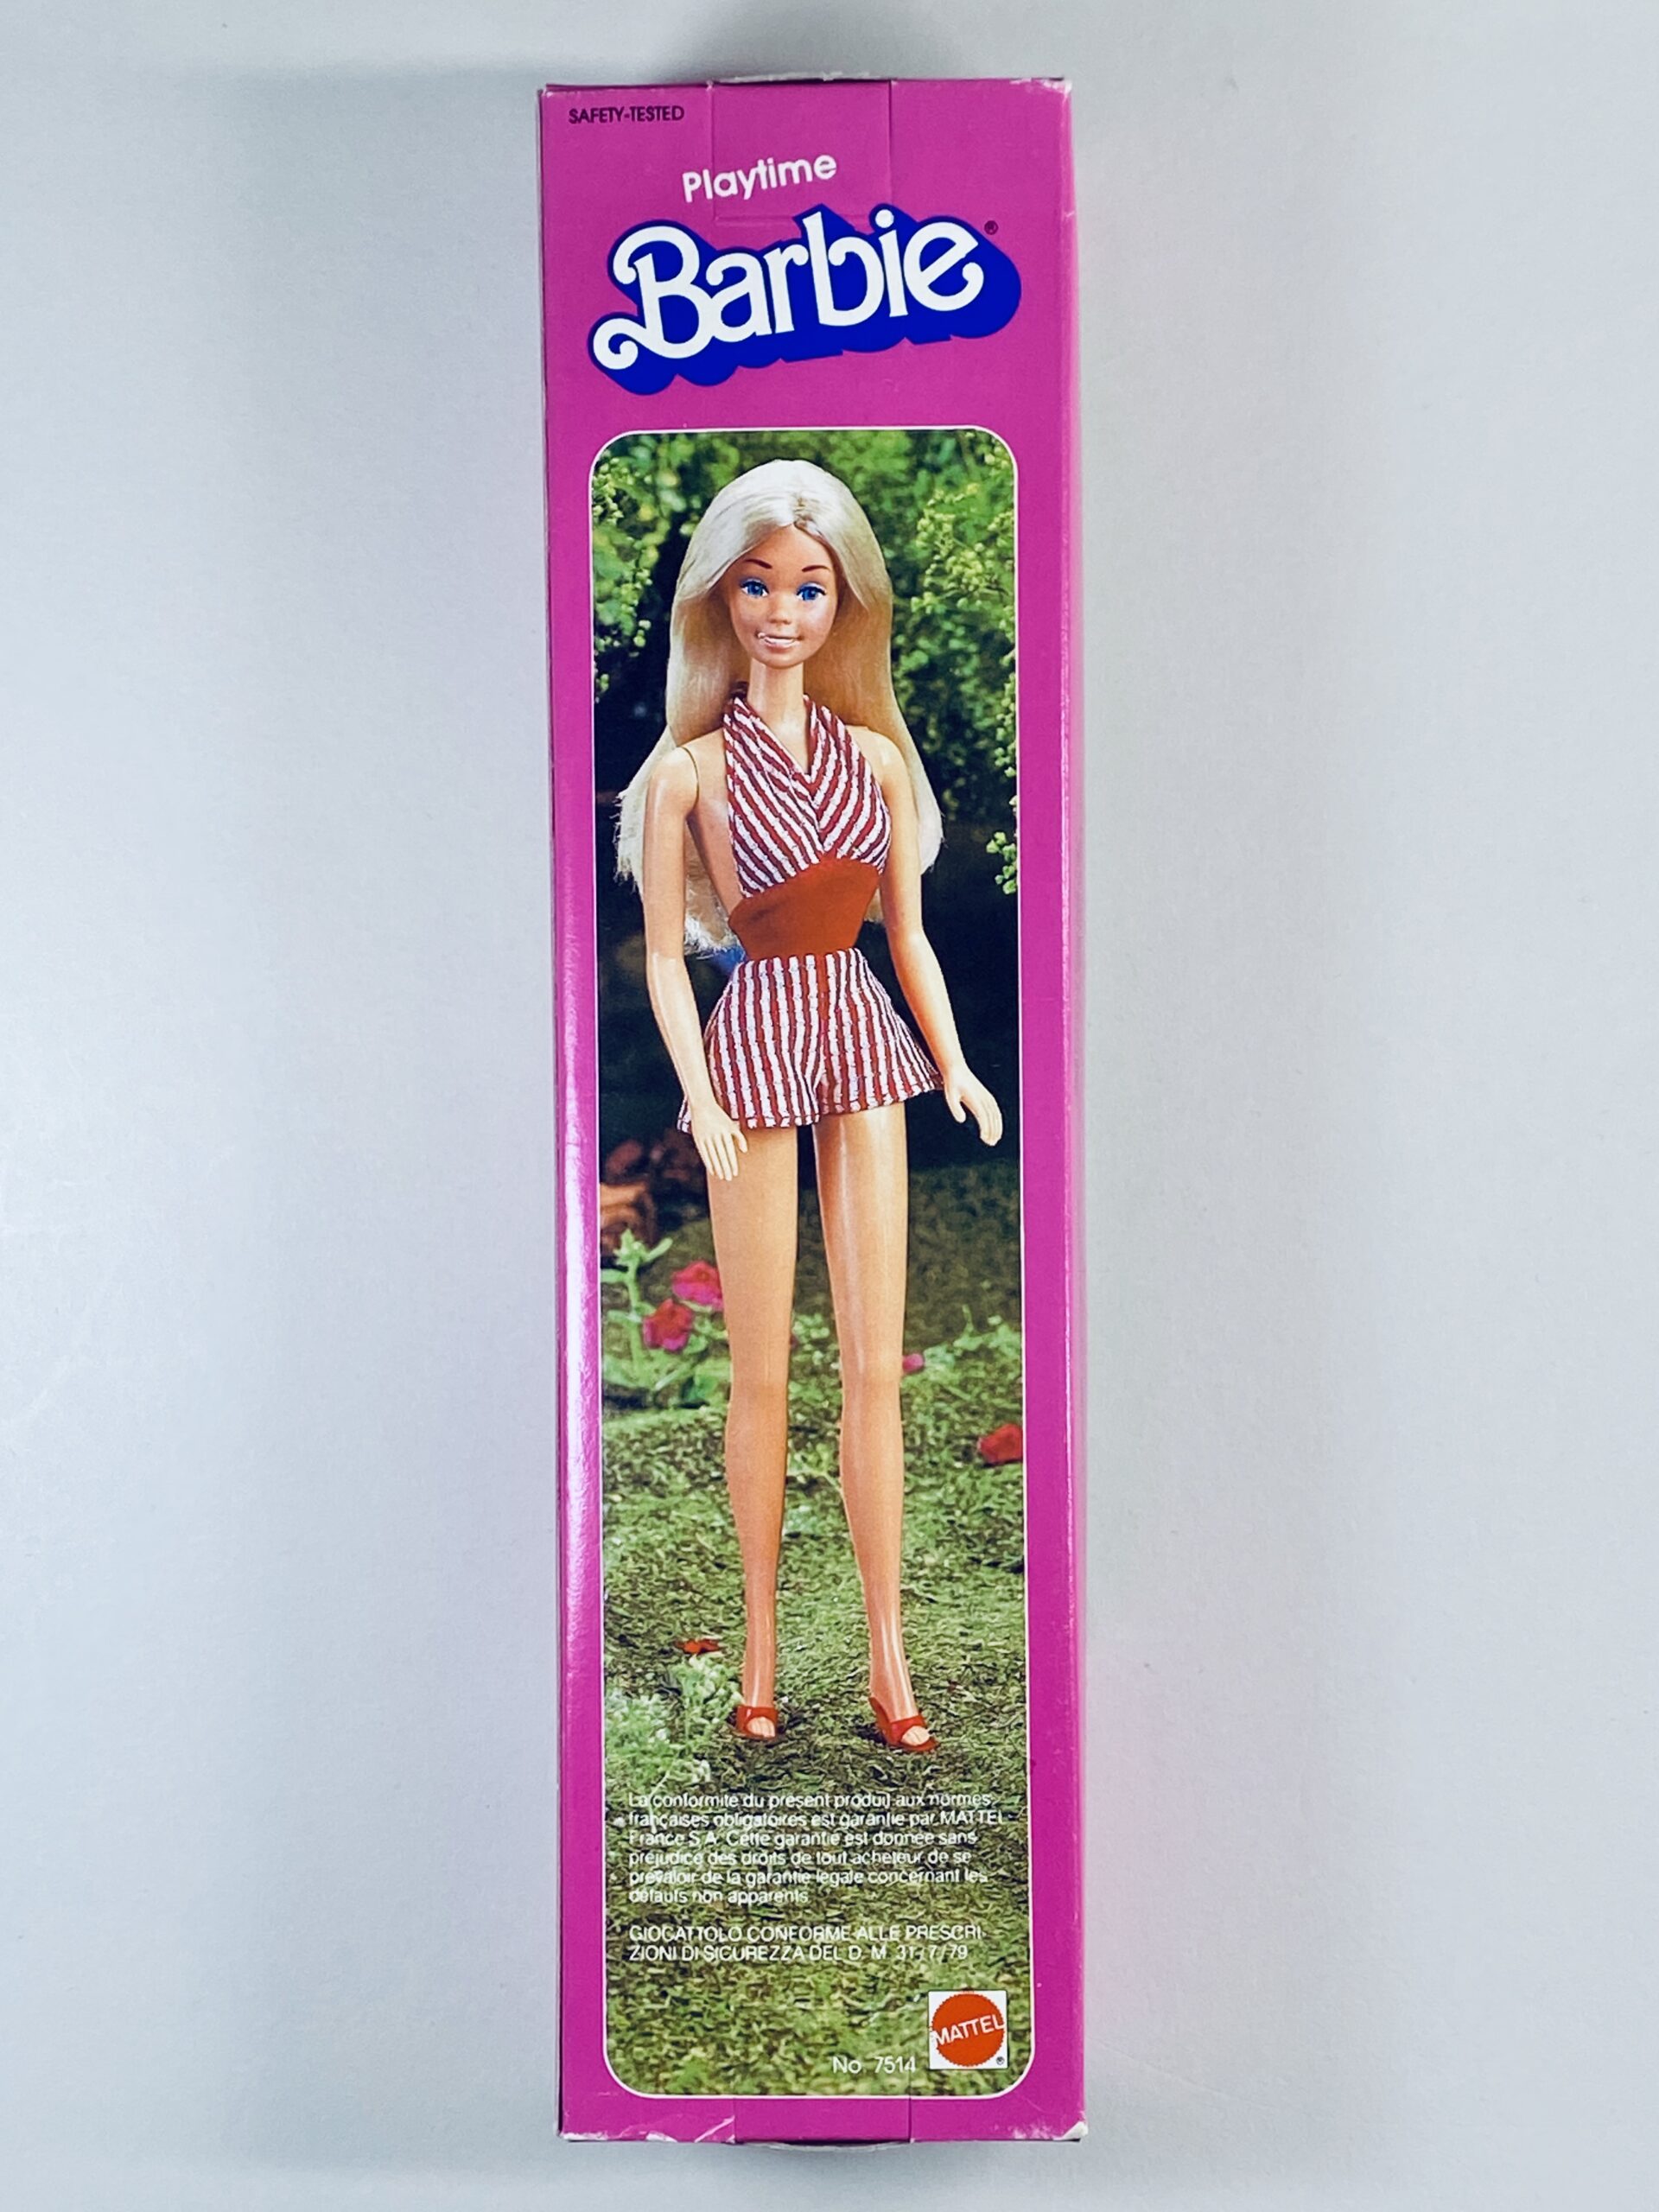 SAFETY-TESTED
Playtime
Barbie®
La conformité du présent produit aux normes
françaises obligatoires est garantie par MATTEL
France S.A. Cette garantie est donnée sans
préjudice des droits de tout acheteur de se
prévaloir de la garantie légale concernant les
défauts non apparents.
GIOCATTOLO CONFORME ALLE PRESCRI-
ZIONI DI SICUREZZA DEL D. M. 31/7/79
MATTEL®
No. 7514